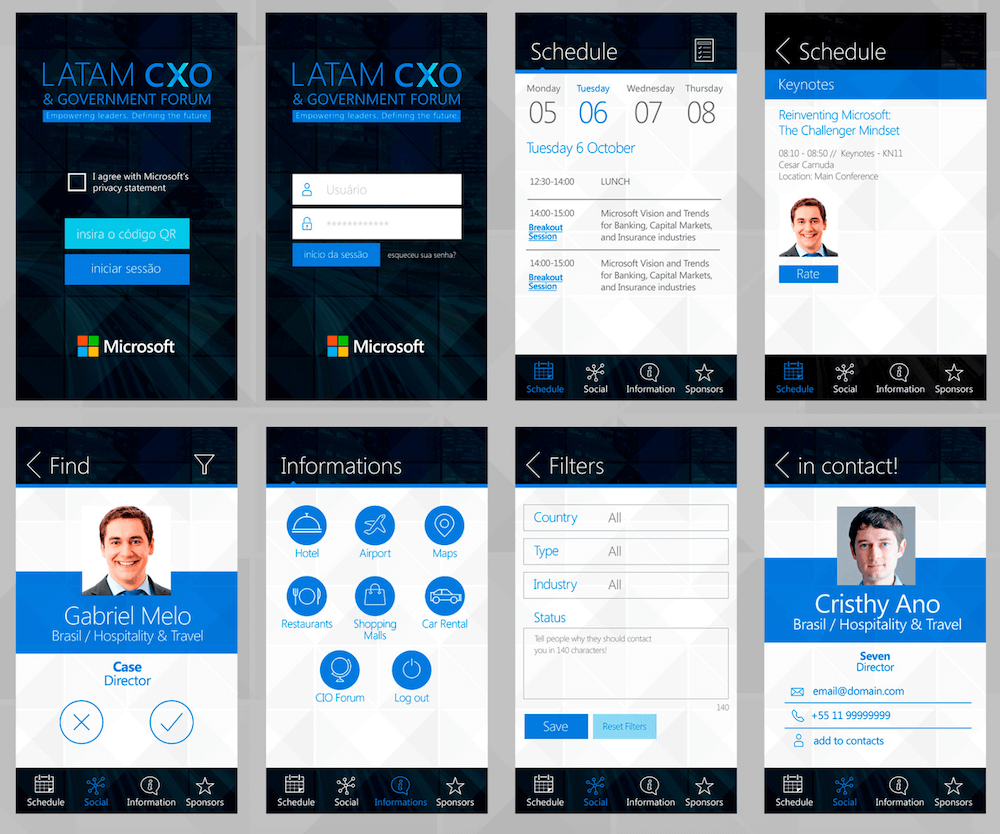 LATAM CXO
& GOVERNMENT FORUM
Empowering leaders. Defining the future.
I agree with Microsoft's
privacy statement
insira o código QR
iniciar sessão
Microsoft
LATAM CXO
& GOVERNMENT FORUM
Empowering leaders. Defining the future.
Usuário
************
início da sessão
esqueceu sua senha?
Microsoft
Schedule
Monday Tuesday Wednesday Thursday
05 06 07 08
Tuesday 6 October
12:30-14:00 LUNCH
14:00-15:00 Microsoft Vision and Trends
Breakout for Banking, Capital Markets,
Session and Insurance industries
14:00-15:00 Microsoft Vision and Trends
Breakout for Banking, Capital Markets,
Session and Insurance industries
Schedule Social Information Sponsors
Schedule
Keynotes
Reinventing Microsoft:
The Challenger Mindset
08:10 - 08:50 // Keynotes - KN11
Cesar Camuda
Location: Main Conference
Rate
Schedule Social Information Sponsors
Find
Gabriel Melo
Brasil / Hospitality & Travel
Case
Director
Schedule Social Information Sponsors
Informations
Hotel Airport Maps
Restaurants Shopping Car Rental
Malls
CIO Forum Log out
Schedule Social Informations Sponsors
Filters
Country All
Type All
Industry All
Status
Tell people why they should contact
you in 140 characters!
140
Save Reset Filters
Schedule Social Information Sponsors
in contact!
Cristhy Ano
Brasil / Hospitality & Travel
Seven
Director
email@domain.com
+55 11 99999999
add to contacts
Schedule Social Information Sponsors